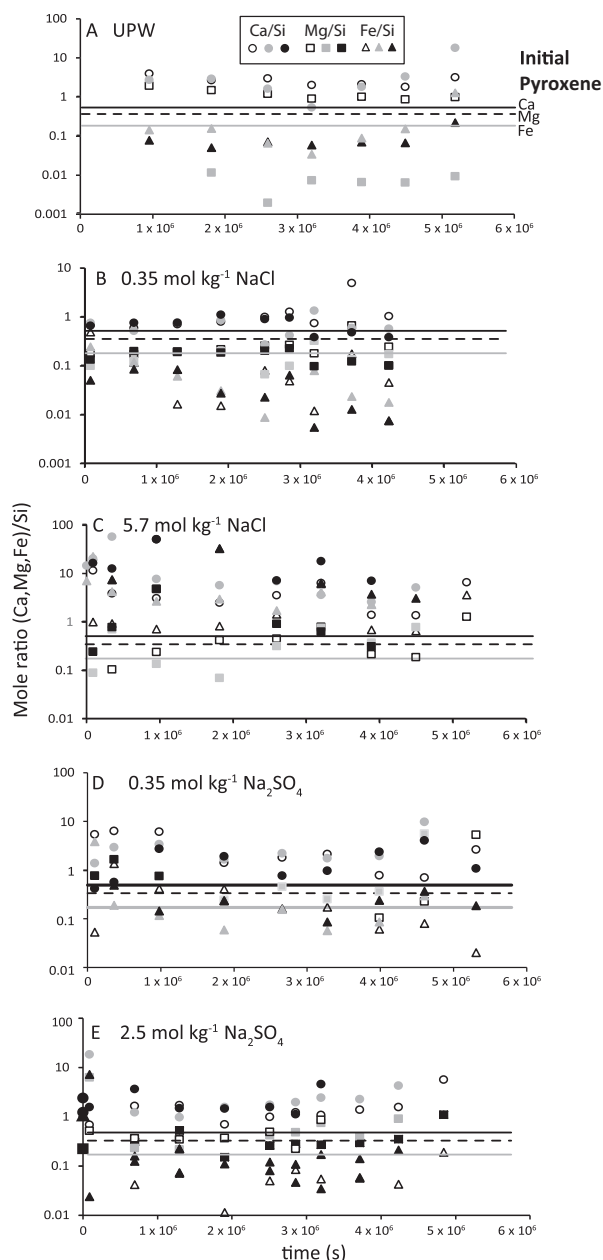 A UPW
Ca/Si Mg/Si Fe/Si
Initial
Pyroxene
Ca
Mg
Fe
100
10
1
0.1
0.01
0.001
0 1 x 10⁶ 2 x 10⁶ 3 x 10⁶ 4 x 10⁶ 5 x 10⁶ 6 x 10⁶
B 0.35 mol kg⁻¹ NaCl
10
1
0.1
0.01
0.001
0 1 x 10⁶ 2 x 10⁶ 3 x 10⁶ 4 x 10⁶ 5 x 10⁶ 6 x 10⁶
Mole ratio (Ca,Mg,Fe)/Si)
C 5.7 mol kg⁻¹ NaCl
100
10
1
0.1
0.01
0 1 x 10⁶ 2 x 10⁶ 3 x 10⁶ 4 x 10⁶ 5 x 10⁶ 6 x 10⁶
D 0.35 mol kg⁻¹ Na₂SO₄
100
10
1
0.1
0.01
0 1 x 10⁶ 2 x 10⁶ 3 x 10⁶ 4 x 10⁶ 5 x 10⁶ 6 x 10⁶
E 2.5 mol kg⁻¹ Na₂SO₄
100
10
1
0.1
0.01
0 1 x 10⁶ 2 x 10⁶ 3 x 10⁶ 4 x 10⁶ 5 x 10⁶ 6 x 10⁶
time (s)